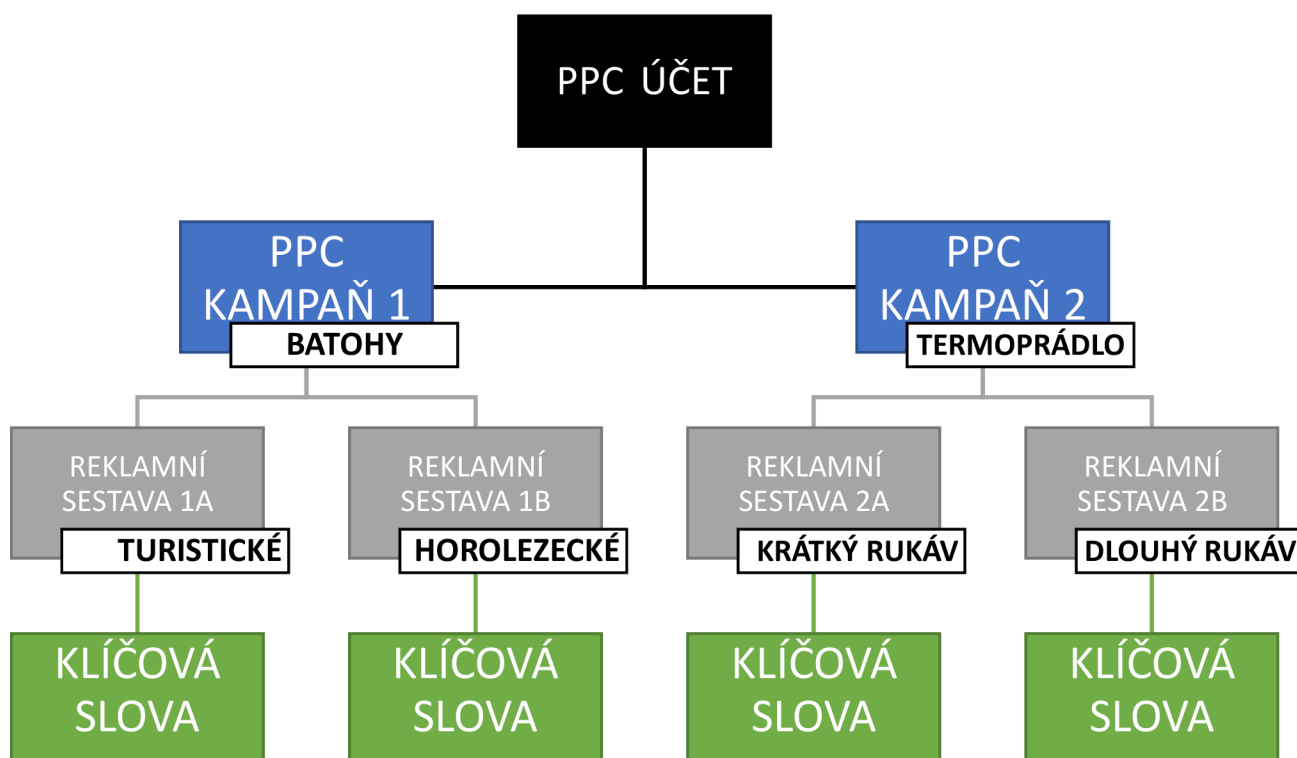 PPC ÚČET
PPC
KAMPAŇ 1
BATOHY
PPC
KAMPAŇ 2
TERMOPRÁDLO
REKLAMNÍ
SESTAVA 1A
TURISTICKÉ
REKLAMNÍ
SESTAVA 1B
HOROLEZECKÉ
REKLAMNÍ
SESTAVA 2A
KRÁTKÝ RUKÁV
REKLAMNÍ
SESTAVA 2B
DLOUHÝ RUKÁV
KLÍČOVÁ
SLOVA
KLÍČOVÁ
SLOVA
KLÍČOVÁ
SLOVA
KLÍČOVÁ
SLOVA